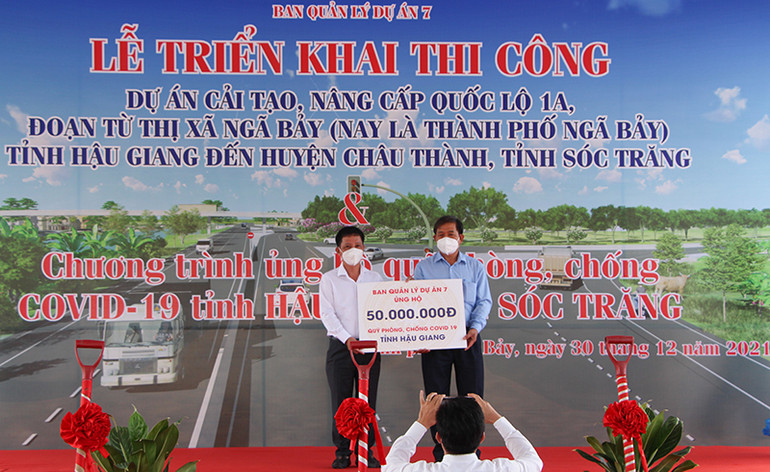 BAN QUẢN LÝ DỰ ÁN 7
LỄ TRIỂN KHAI THI CÔNG
DỰ ÁN CẢI TẠO, NÂNG CẤP QUỐC LỘ 1A,
ĐOẠN TỪ THỊ XÃ NGÃ BẢY (NAY LÀ THÀNH PHỐ NGÃ BẢY)
TỈNH HẬU GIANG ĐẾN HUYỆN CHÂU THÀNH, TỈNH SÓC TRĂNG
&
Chương trình ủng quỹ phòng, chống
COVID-19 tỉnh HẬU SÓC TRĂNG
Bảy, ngày 30 tháng 12 năm 2021
BAN QUẢN LÝ DỰ ÁN 7
ỦNG HỘ
50.000.000Đ
QUỸ PHÒNG, CHỐNG COVID 19
TỈNH HẬU GIANG